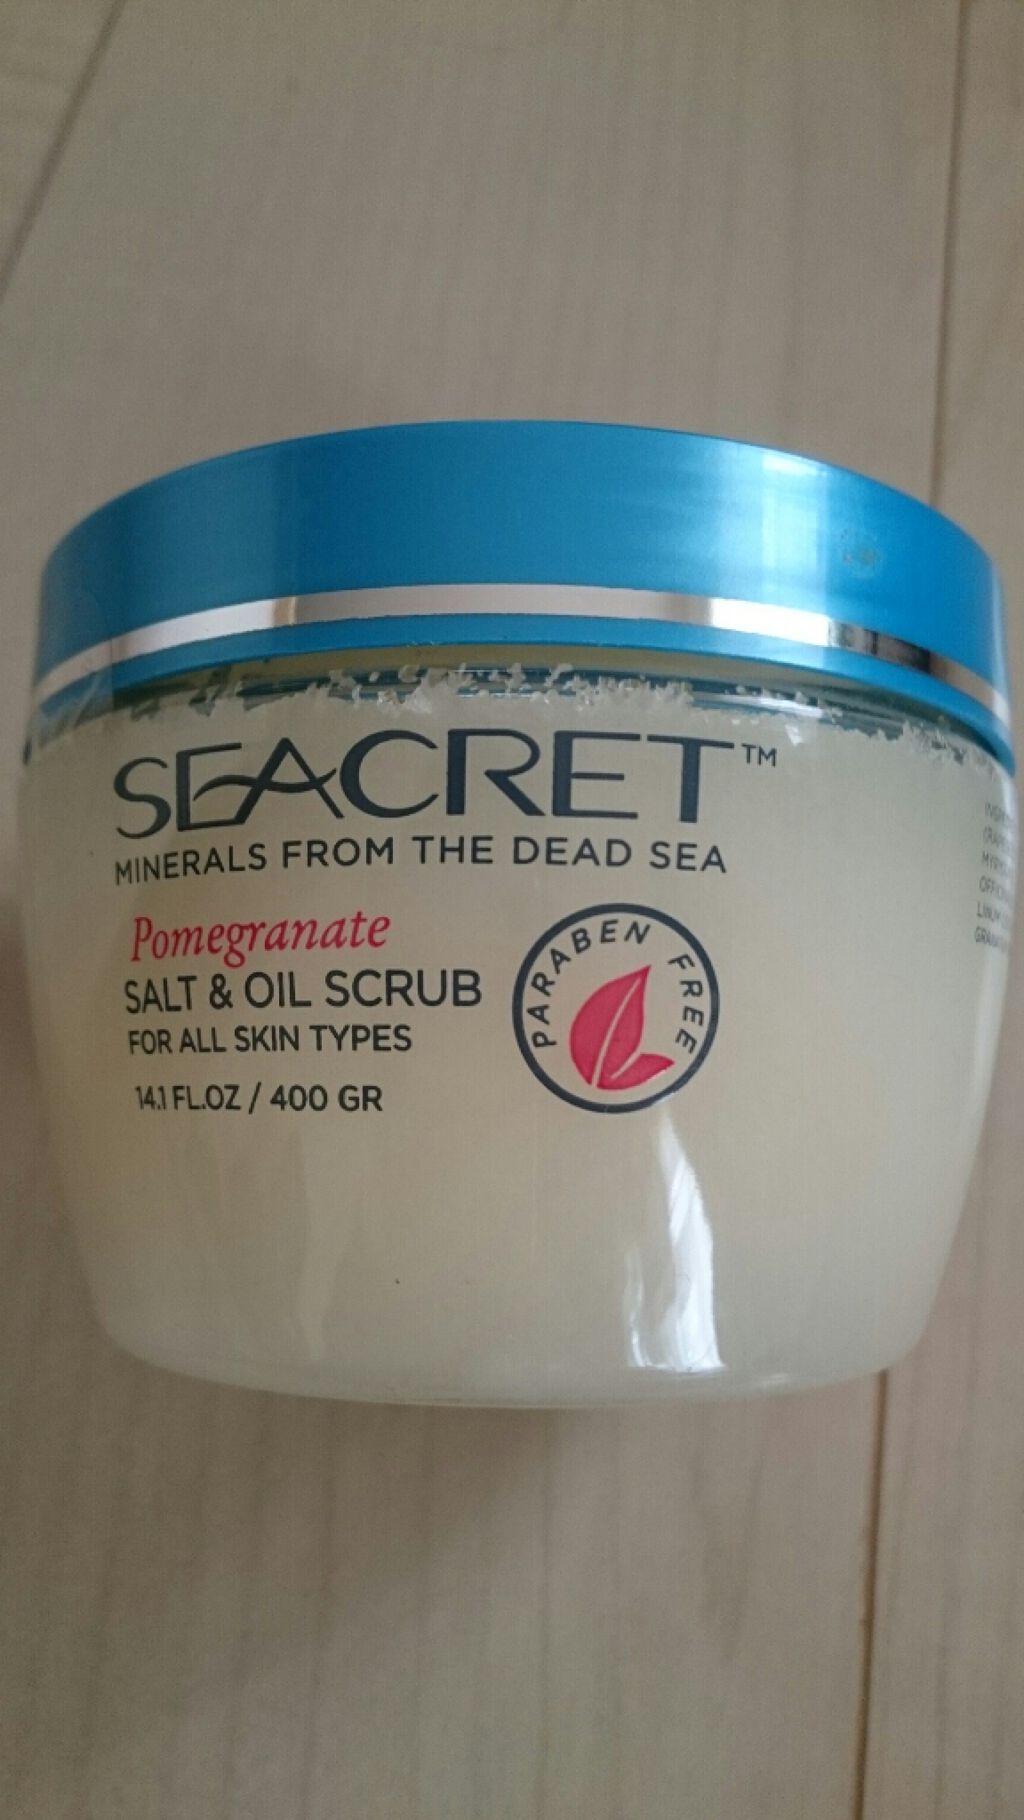 SEACRET™
MINERALS FROM THE DEAD SEA
Pomegranate
SALT & OIL SCRUB
FOR ALL SKIN TYPES
14.1 FL.OZ / 400 GR
PARABEN FREE